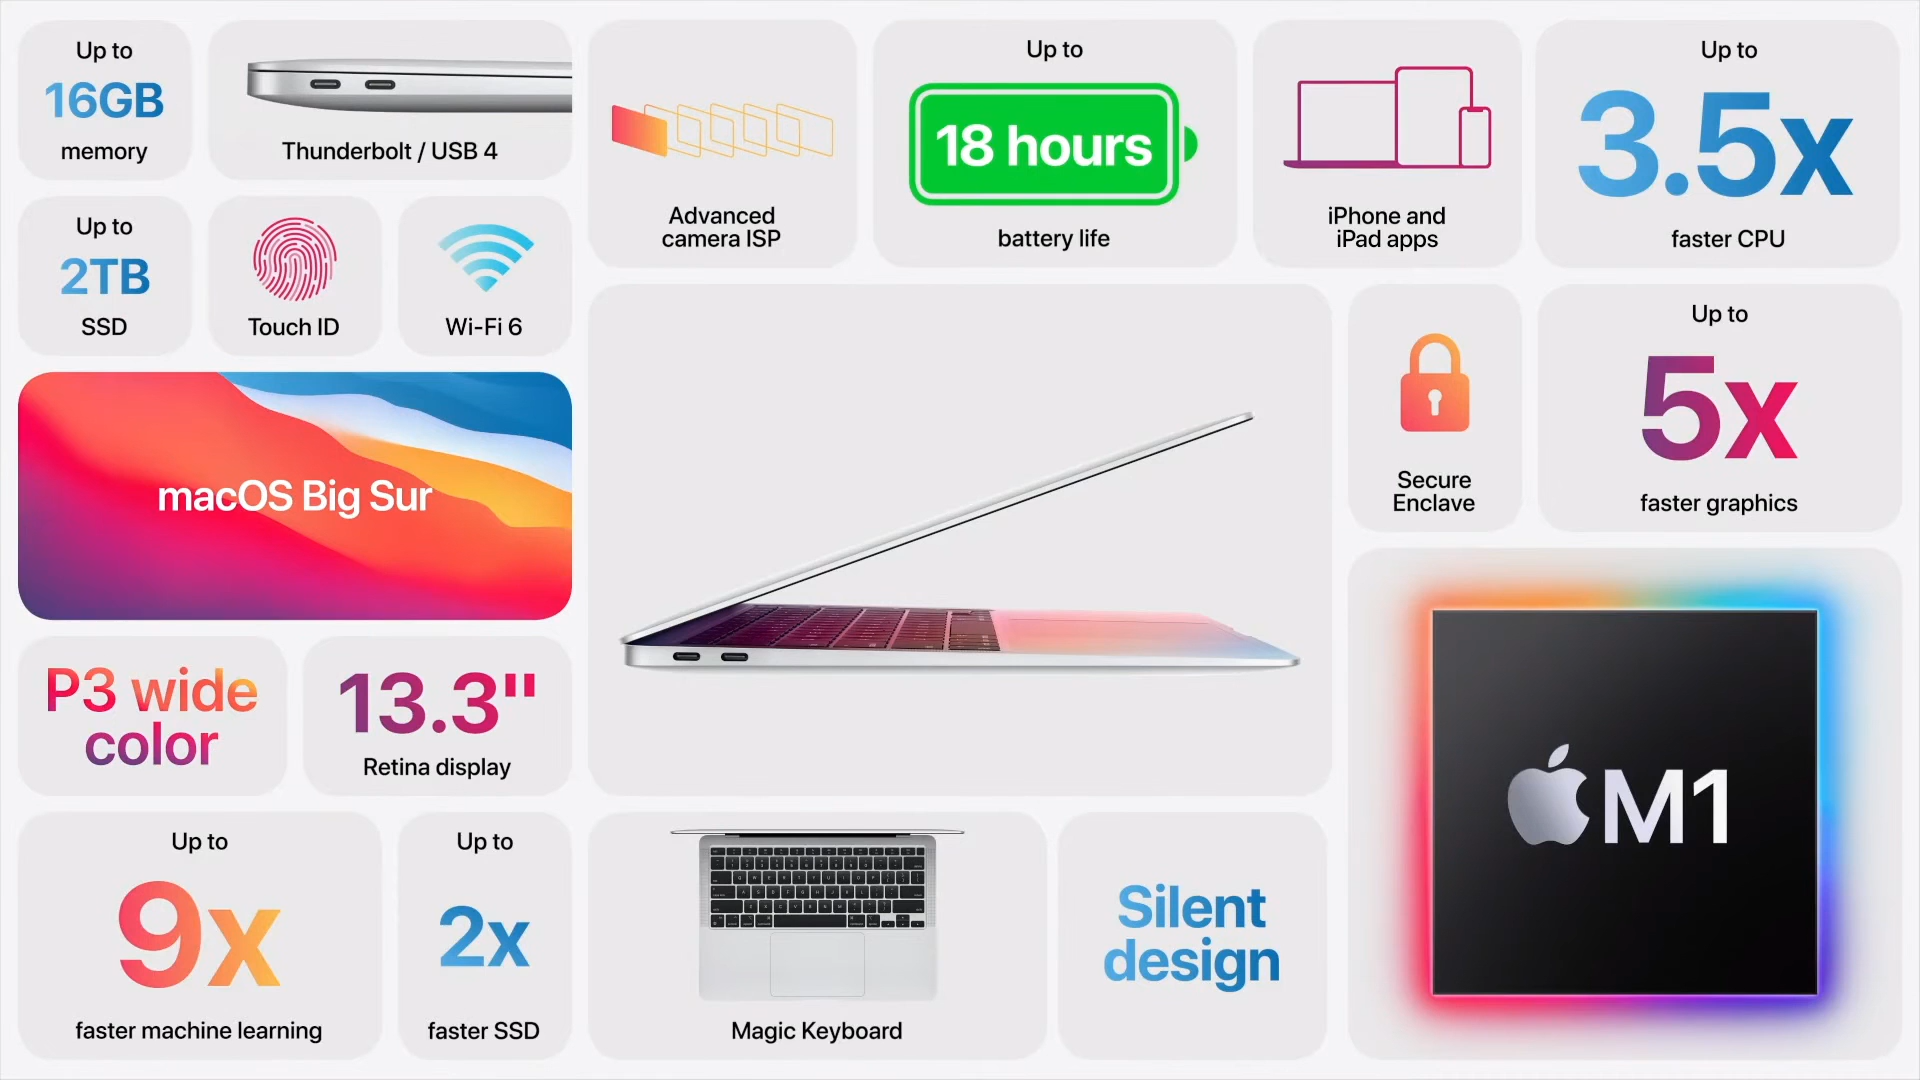 Up to
16GB
memory
Thunderbolt / USB 4
Advanced
camera ISP
Up to
18 hours
battery life
iPhone and
iPad apps
Up to
3.5x
faster CPU
Up to
2TB
SSD
Touch ID
Wi-Fi 6
macOS Big Sur
Secure
Enclave
Up to
5x
faster graphics
P3 wide
color
13.3"
Retina display
M1
Up to
9x
faster machine learning
Up to
2x
faster SSD
Magic Keyboard
Silent
design